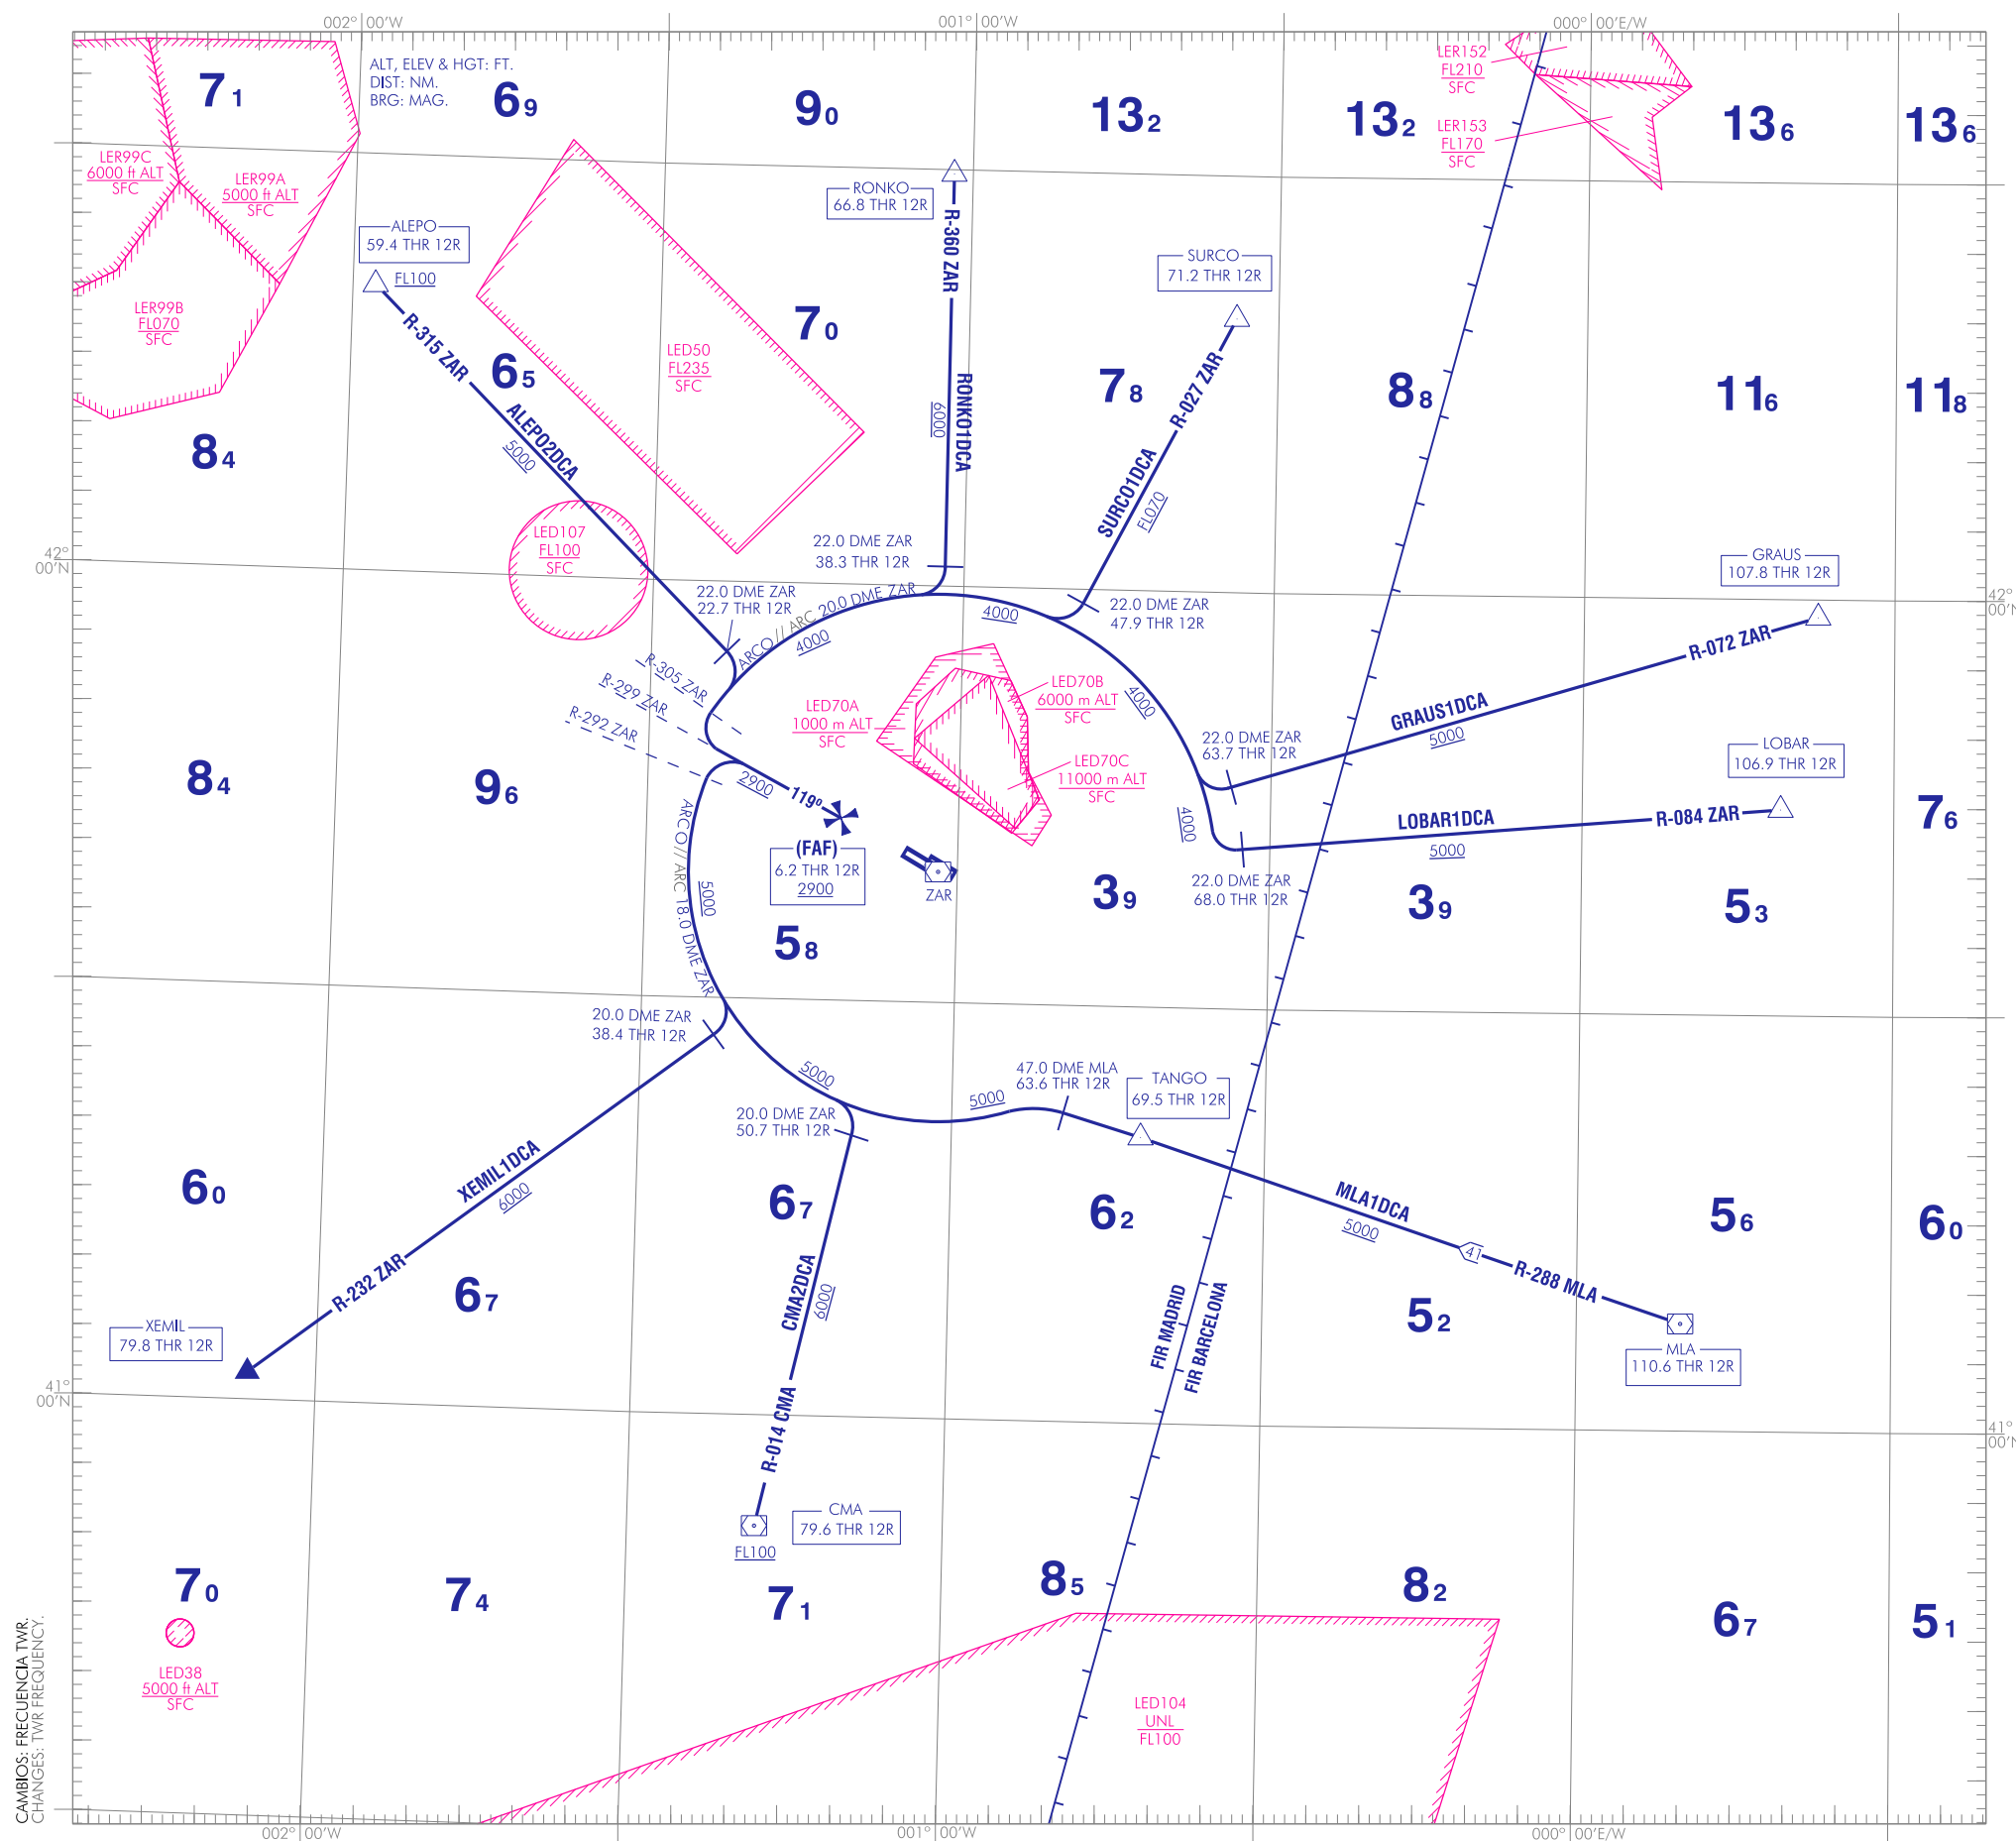 002° 00'W
001° 00'W
000° 00'E/W
ALT, ELEV & HGT: FT.
DIST: NM.
BRG: MAG.
7 1
6 9
9 0
13 2
13 2
13 6
13 6
LER152
FL210
SFC
LER153
FL170
SFC
LER99C
6000 ft ALT
SFC
LER99A
5000 ft ALT
SFC
LER99B
FL070
SFC
ALEPO
59.4 THR 12R
FL100
RONKO
66.8 THR 12R
SURCO
71.2 THR 12R
R-315 ZAR
ALEPO2DCA
5000
R-360 ZAR
RONKO1DCA
6000
R-027 ZAR
SURCO1DCA
FL070
6 5
7 0
7 8
8 8
11 6
11 8
8 4
LED50
FL235
SFC
LED107
FL100
SFC
42°
00'N
42°
00'N
22.0 DME ZAR
38.3 THR 12R
22.0 DME ZAR
22.7 THR 12R
22.0 DME ZAR
47.9 THR 12R
ARCO // ARC 20.0 DME ZAR
4000
4000
4000
4000
GRAUS
107.8 THR 12R
R-072 ZAR
GRAUS1DCA
5000
R-305 ZAR
R-299 ZAR
R-292 ZAR
LED70A
1000 m ALT
SFC
LED70B
6000 m ALT
SFC
LED70C
11000 m ALT
SFC
22.0 DME ZAR
63.7 THR 12R
LOBAR
106.9 THR 12R
R-084 ZAR
LOBAR1DCA
5000
22.0 DME ZAR
68.0 THR 12R
8 4
9 6
7 6
2900
119°
(FAF)
6.2 THR 12R
2900
ZAR
5 8
3 9
3 9
5 3
ARCO // ARC 18.0 DME ZAR
5000
20.0 DME ZAR
38.4 THR 12R
5000
20.0 DME ZAR
50.7 THR 12R
5000
47.0 DME MLA
63.6 THR 12R
TANGO
69.5 THR 12R
MLA1DCA
5000
41
R-288 MLA
MLA
110.6 THR 12R
XEMIL1DCA
6000
R-232 ZAR
XEMIL
79.8 THR 12R
CMA2DCA
6000
R-014 CMA
CMA
79.6 THR 12R
FL100
FIR MADRID
FIR BARCELONA
6 0
6 7
6 7
6 2
5 2
5 6
6 0
41°
00'N
41°
00'N
7 0
7 4
7 1
8 5
8 2
6 7
5 1
LED38
5000 ft ALT
SFC
LED104
UNL
FL100
CAMBIOS: FRECUENCIA TWR.
CHANGES: TWR FREQUENCY.
002° 00'W
001° 00'W
000° 00'E/W